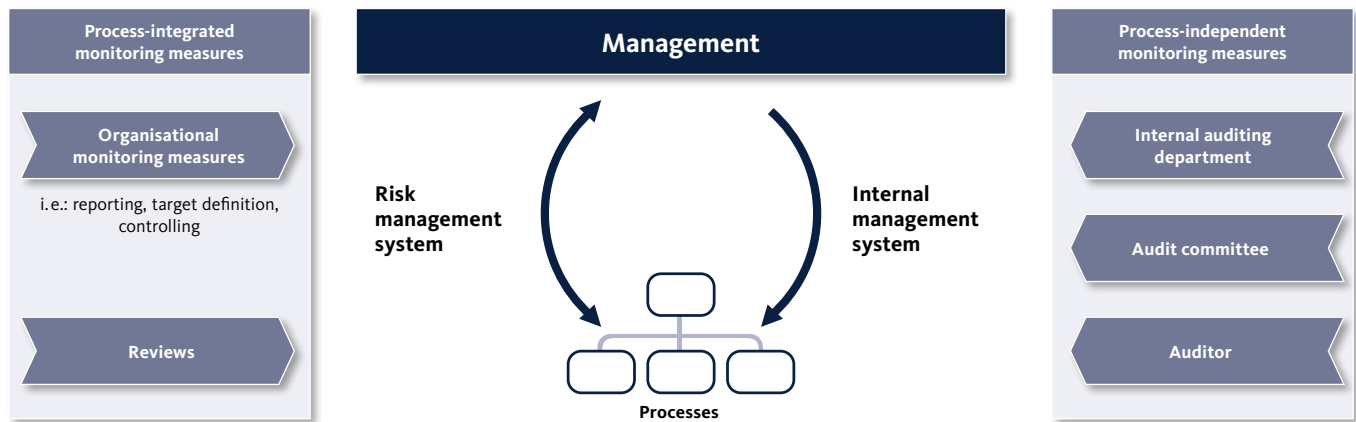 Process-integrated
monitoring measures
Organisational
monitoring measures
i.e.: reporting, target definition,
controlling
Reviews
Management
Risk
management
system
Internal
management
system
Processes
Process-independent
monitoring measures
Internal auditing
department
Audit committee
Auditor